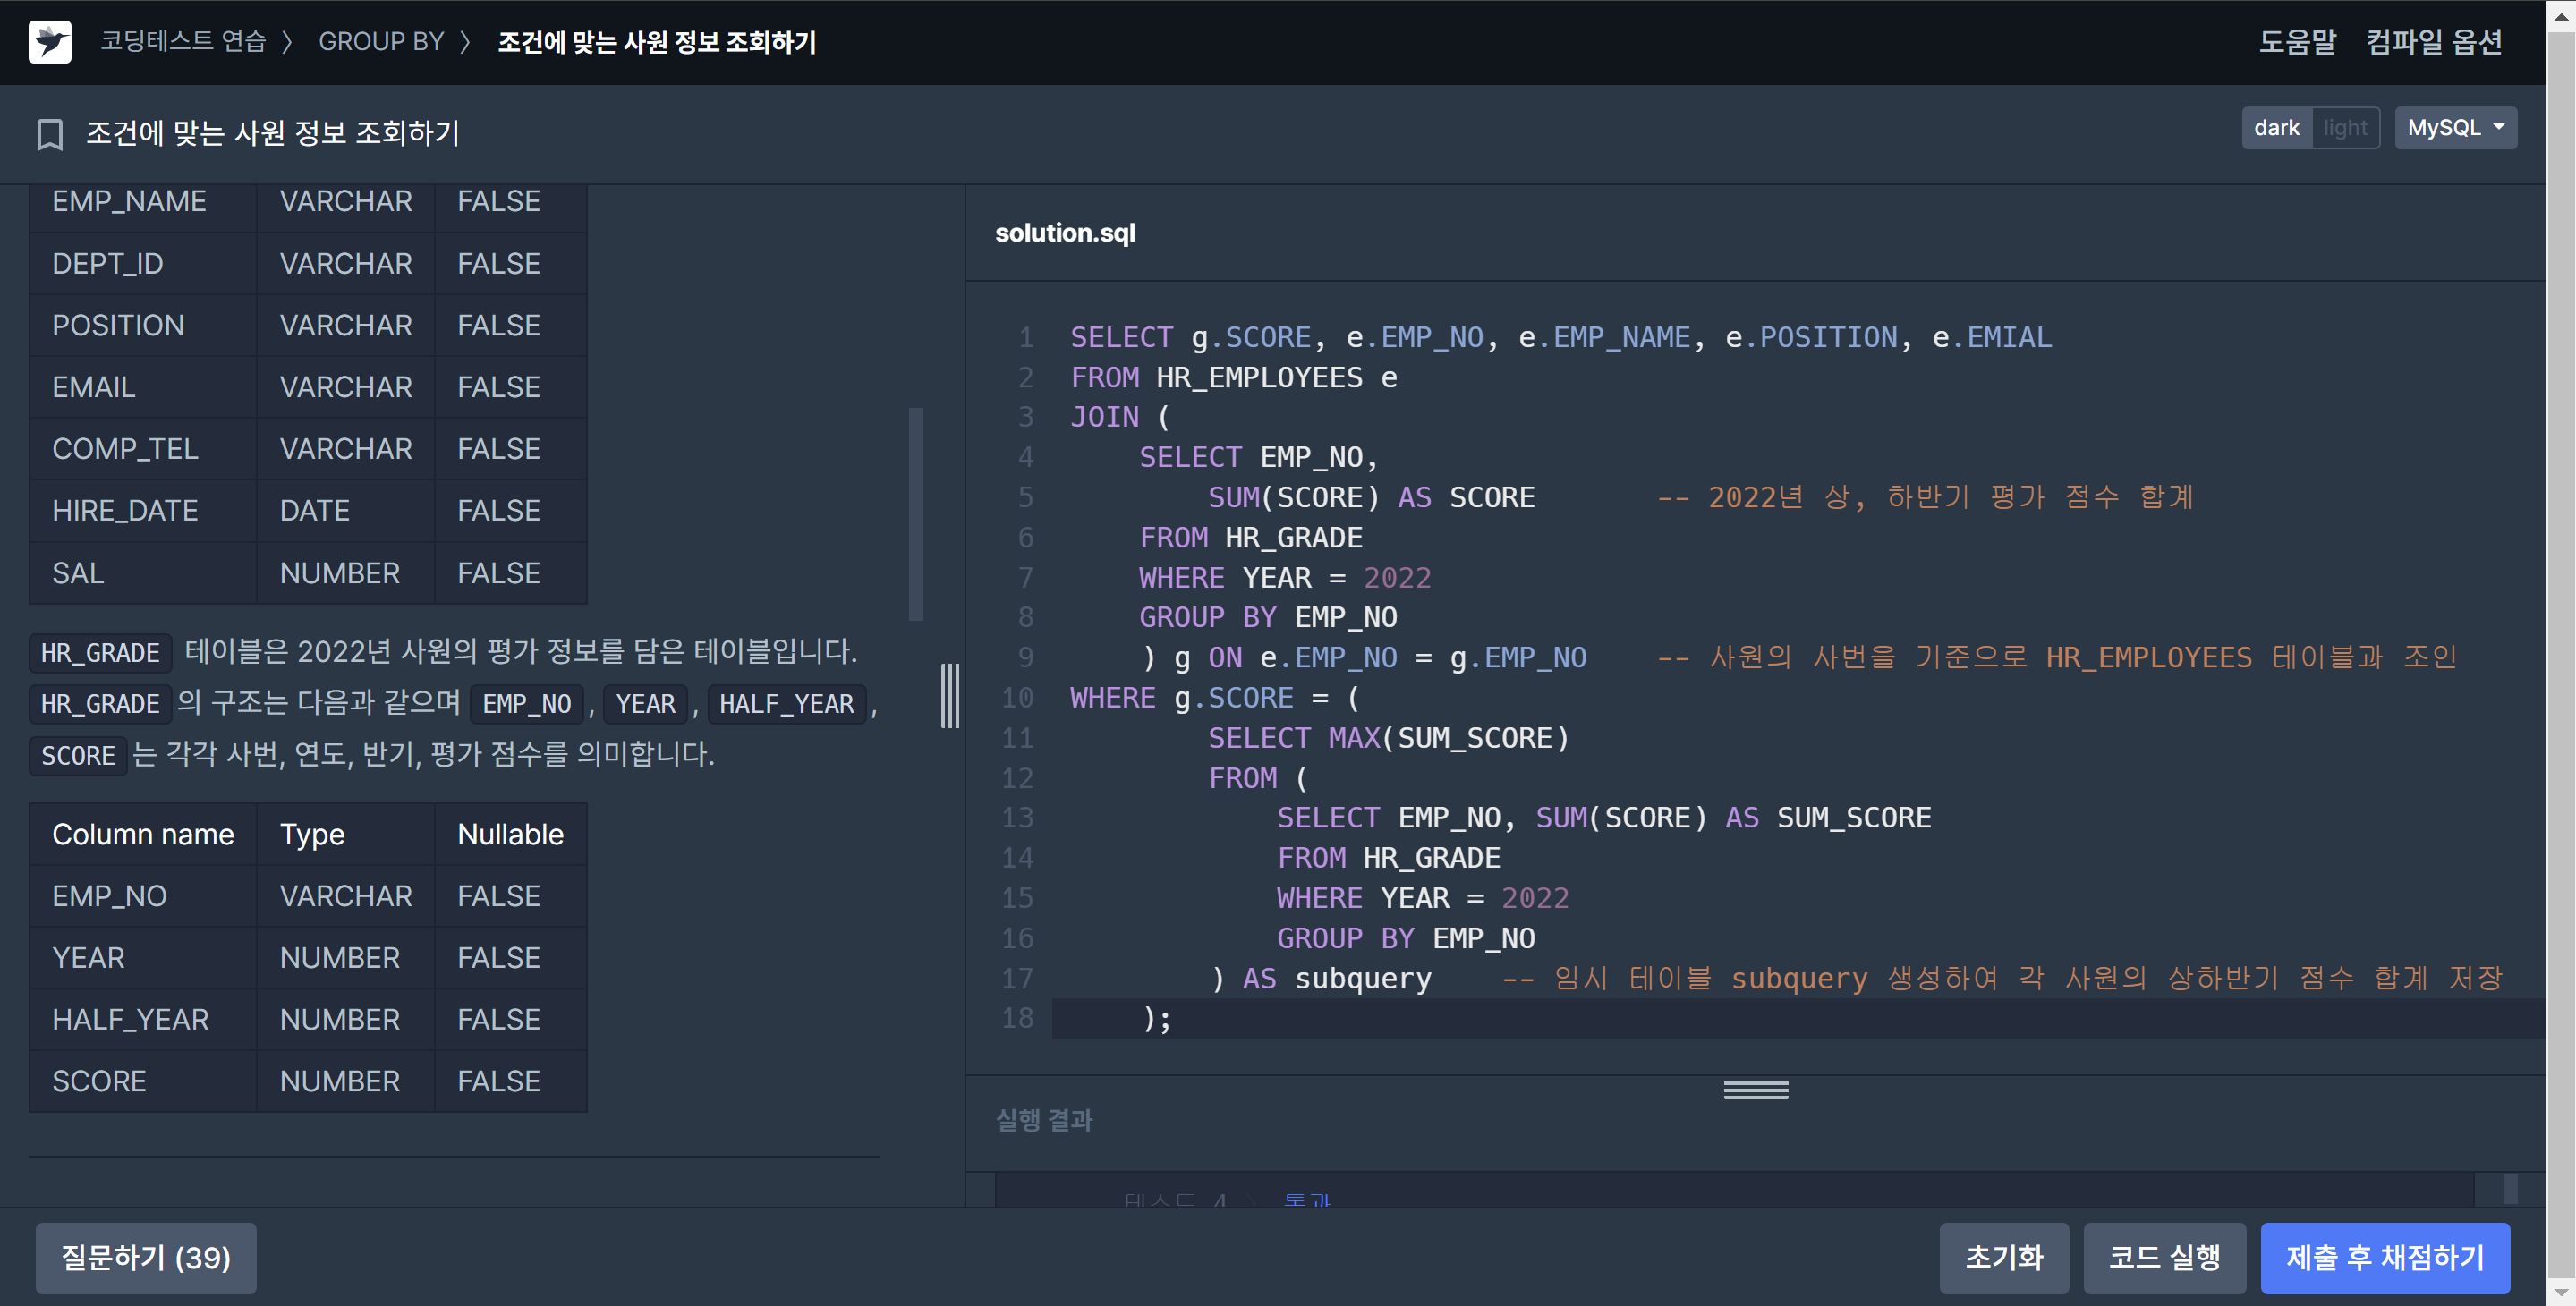 코딩테스트 연습 〉 GROUP BY 〉 조건에 맞는 사원 정보 조회하기
도움말 컴파일 옵션
조건에 맞는 사원 정보 조회하기
dark light MySQL
EMP_NAME VARCHAR FALSE
DEPT_ID VARCHAR FALSE
POSITION VARCHAR FALSE
EMAIL VARCHAR FALSE
COMP_TEL VARCHAR FALSE
HIRE_DATE DATE FALSE
SAL NUMBER FALSE
HR_GRADE 테이블은 2022년 사원의 평가 정보를 담은 테이블입니다.
HR_GRADE의 구조는 다음과 같으며 EMP_NO, YEAR, HALF_YEAR,
SCORE는 각각 사번, 연도, 반기, 평가 점수를 의미합니다.
Column name Type Nullable
EMP_NO VARCHAR FALSE
YEAR NUMBER FALSE
HALF_YEAR NUMBER FALSE
SCORE NUMBER FALSE
solution.sql
1 SELECT g.SCORE, e.EMP_NO, e.EMP_NAME, e.POSITION, e.EMIAL
2 FROM HR_EMPLOYEES e
3 JOIN (
4 SELECT EMP_NO,
5 SUM(SCORE) AS SCORE -- 2022년 상, 하반기 평가 점수 합계
6 FROM HR_GRADE
7 WHERE YEAR = 2022
8 GROUP BY EMP_NO
9 ) g ON e.EMP_NO = g.EMP_NO -- 사원의 사번을 기준으로 HR_EMPLOYEES 테이블과 조인
10 WHERE g.SCORE = (
11 SELECT MAX(SUM_SCORE)
12 FROM (
13 SELECT EMP_NO, SUM(SCORE) AS SUM_SCORE
14 FROM HR_GRADE
15 WHERE YEAR = 2022
16 GROUP BY EMP_NO
17 ) AS subquery -- 임시 테이블 subquery 생성하여 각 사원의 상하반기 점수 합계 저장
18 );
실행 결과
테스트 4 〉 통과
질문하기 (39)
초기화 코드 실행 제출 후 채점하기